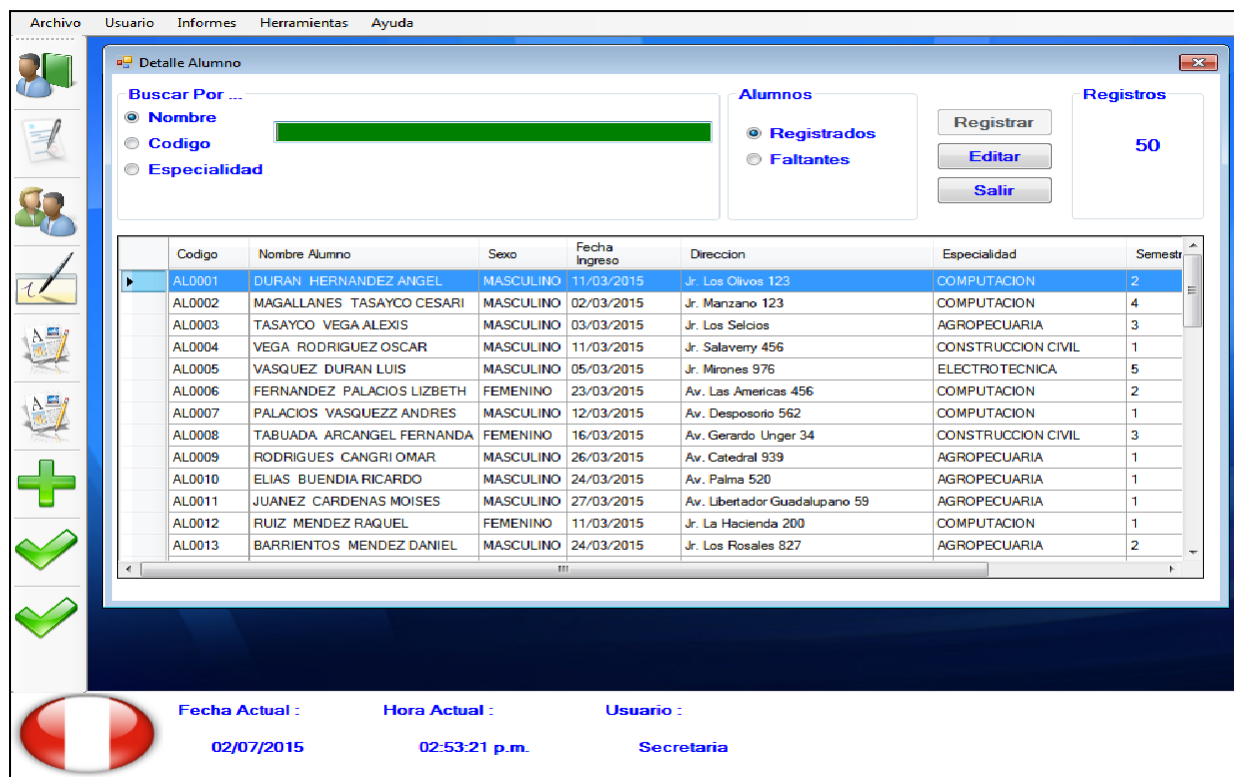 Archivo Usuario Informes Herramientas Ayuda
Detalle Alumno
Buscar Por ...
Nombre
Codigo
Especialidad
Alumnos
Registrados
Faltantes
Registrar
Editar
Salir
Registros
50
Codigo Nombre Alumno Sexo Fecha Ingreso Direccion Especialidad Semestr
AL0001 DURAN HERNANDEZ ANGEL MASCULINO 11/03/2015 Jr. Los Olivos 123 COMPUTACION 2
AL0002 MAGALLANES TASAYCO CESARI MASCULINO 02/03/2015 Jr. Manzano 123 COMPUTACION 4
AL0003 TASAYCO VEGA ALEXIS MASCULINO 03/03/2015 Jr. Los Selcios AGROPECUARIA 3
AL0004 VEGA RODRIGUEZ OSCAR MASCULINO 11/03/2015 Jr. Salaverry 456 CONSTRUCCION CIVIL 1
AL0005 VASQUEZ DURAN LUIS MASCULINO 05/03/2015 Jr. Mirones 976 ELECTROTECNICA 5
AL0006 FERNANDEZ PALACIOS LIZBETH FEMENINO 23/03/2015 Av. Las Americas 456 COMPUTACION 2
AL0007 PALACIOS VASQUEZZ ANDRES MASCULINO 12/03/2015 Av. Desposorio 562 COMPUTACION 1
AL0008 TABUADA ARCANGEL FERNANDA FEMENINO 16/03/2015 Av. Gerardo Unger 34 CONSTRUCCION CIVIL 3
AL0009 RODRIGUES CANGRI OMAR MASCULINO 26/03/2015 Av. Catedral 939 AGROPECUARIA 1
AL0010 ELIAS BUENDIA RICARDO MASCULINO 24/03/2015 Av. Palma 520 AGROPECUARIA 1
AL0011 JUANEZ CARDENAS MOISES MASCULINO 27/03/2015 Av. Libertador Guadalupano 59 AGROPECUARIA 1
AL0012 RUIZ MENDEZ RAQUEL FEMENINO 11/03/2015 Jr. La Hacienda 200 COMPUTACION 1
AL0013 BARRIENTOS MENDEZ DANIEL MASCULINO 24/03/2015 Jr. Los Rosales 827 AGROPECUARIA 2
Fecha Actual : Hora Actual : Usuario :
02/07/2015 02:53:21 p.m. Secretaria